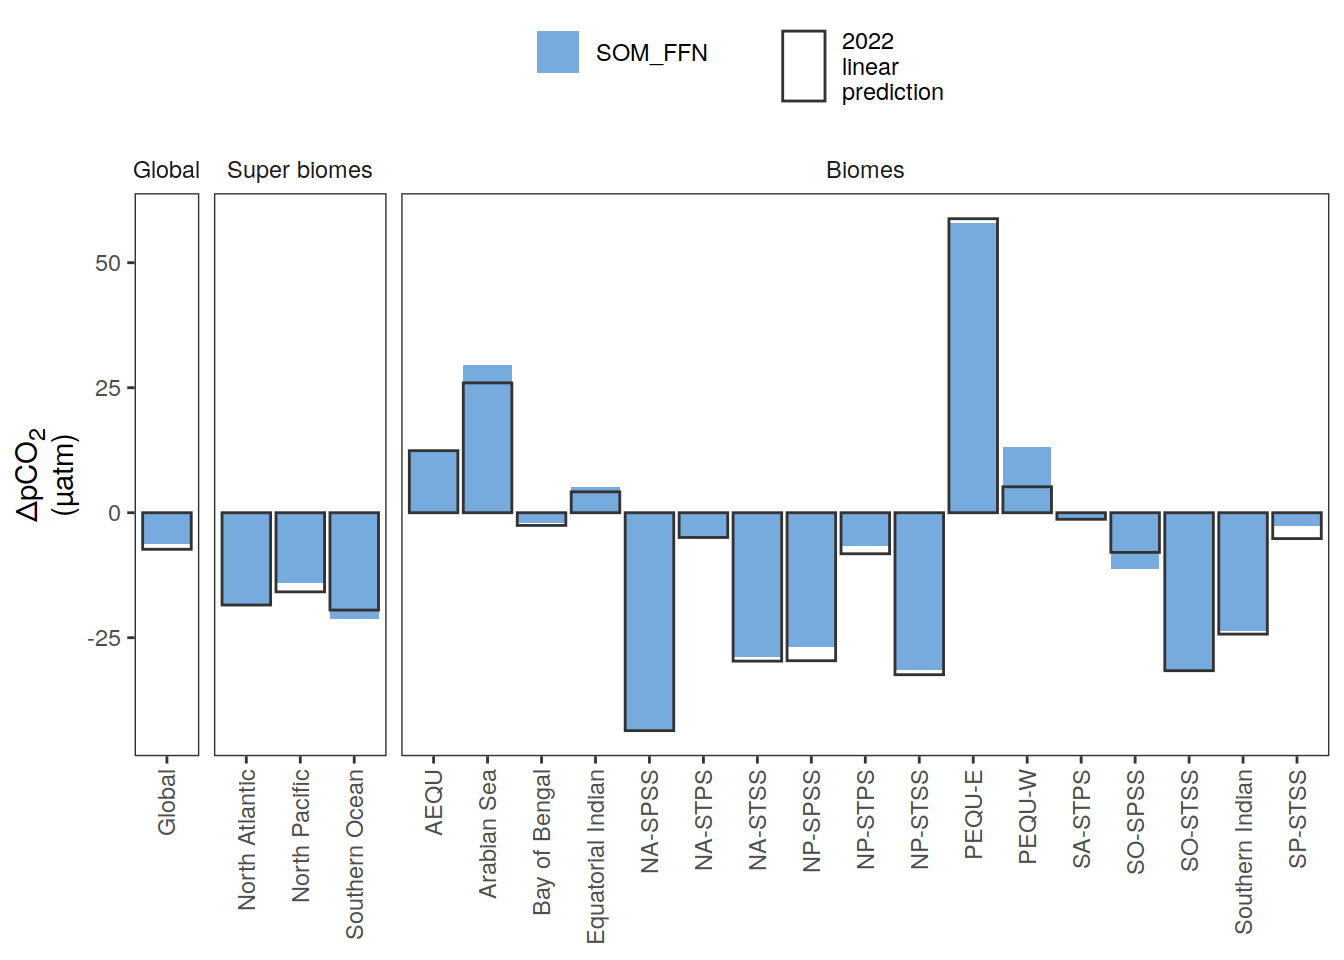 SOM_FFN
2022
linear
prediction
Global
Super biomes
Biomes
ΔpCO₂
(µatm)
50
25
0
-25
Global
North Atlantic
North Pacific
Southern Ocean
AEQU
Arabian Sea
Bay of Bengal
Equatorial Indian
NA-SPSS
NA-STPS
NA-STSS
NP-SPSS
NP-STPS
NP-STSS
PEQU-E
PEQU-W
SA-STPS
SO-SPSS
SO-STSS
Southern Indian
SP-STSS